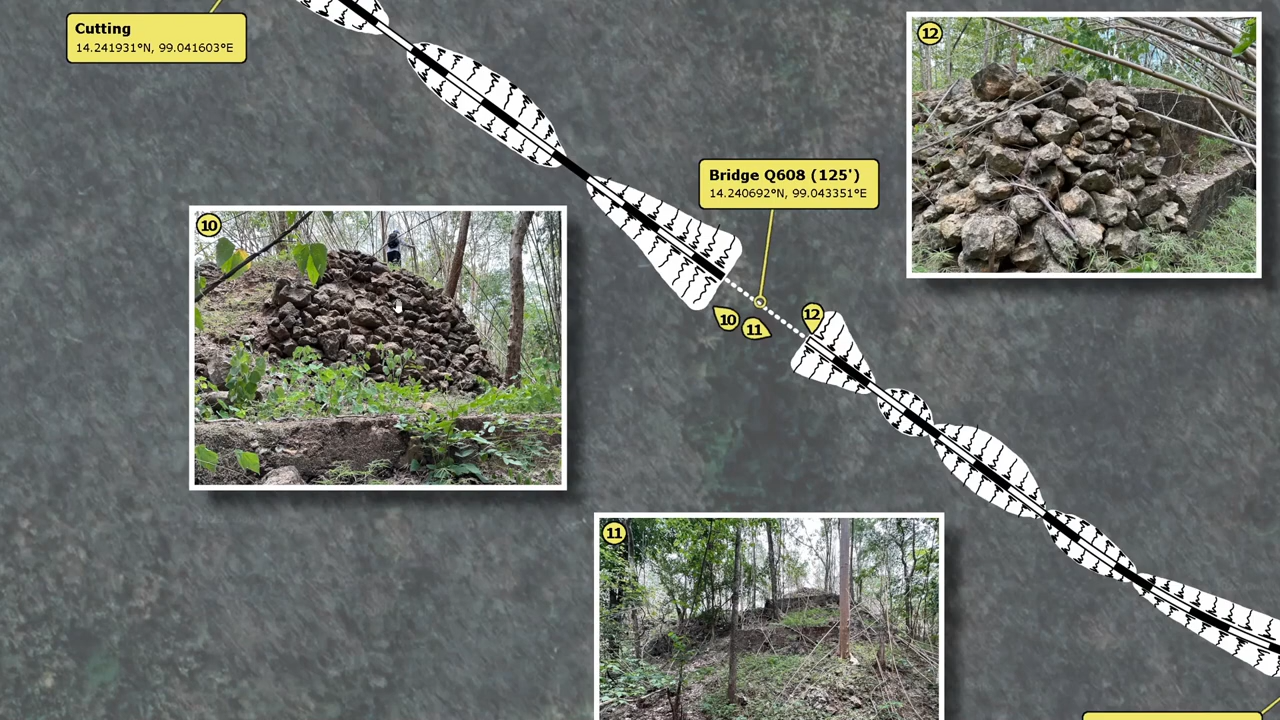 Cutting
14.241931°N, 99.041603°E
12
Bridge Q608 (125')
14.240692°N, 99.043351°E
10
10
11
12
11